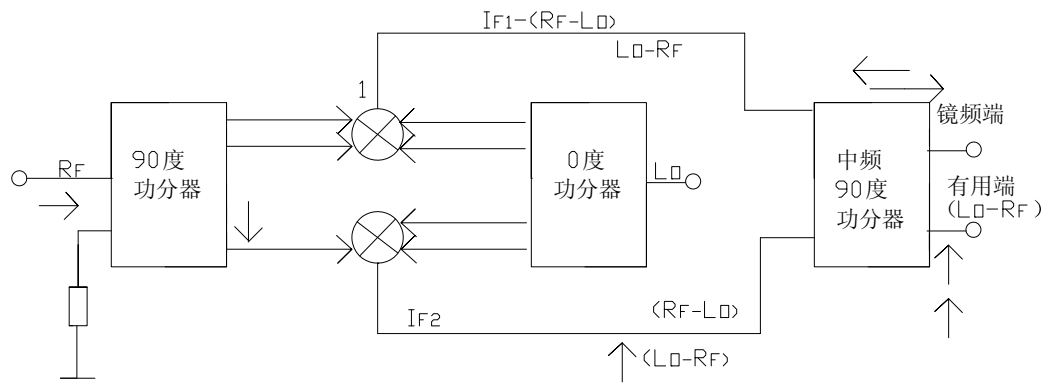 IF1-(RF-LO)
LO-RF
1
镜频端
RF
90度
功分器
0度
功分器
LO
中频
90度
功分器
有用端
(LO-RF)
IF2
(RF-LO)
(LO-RF)